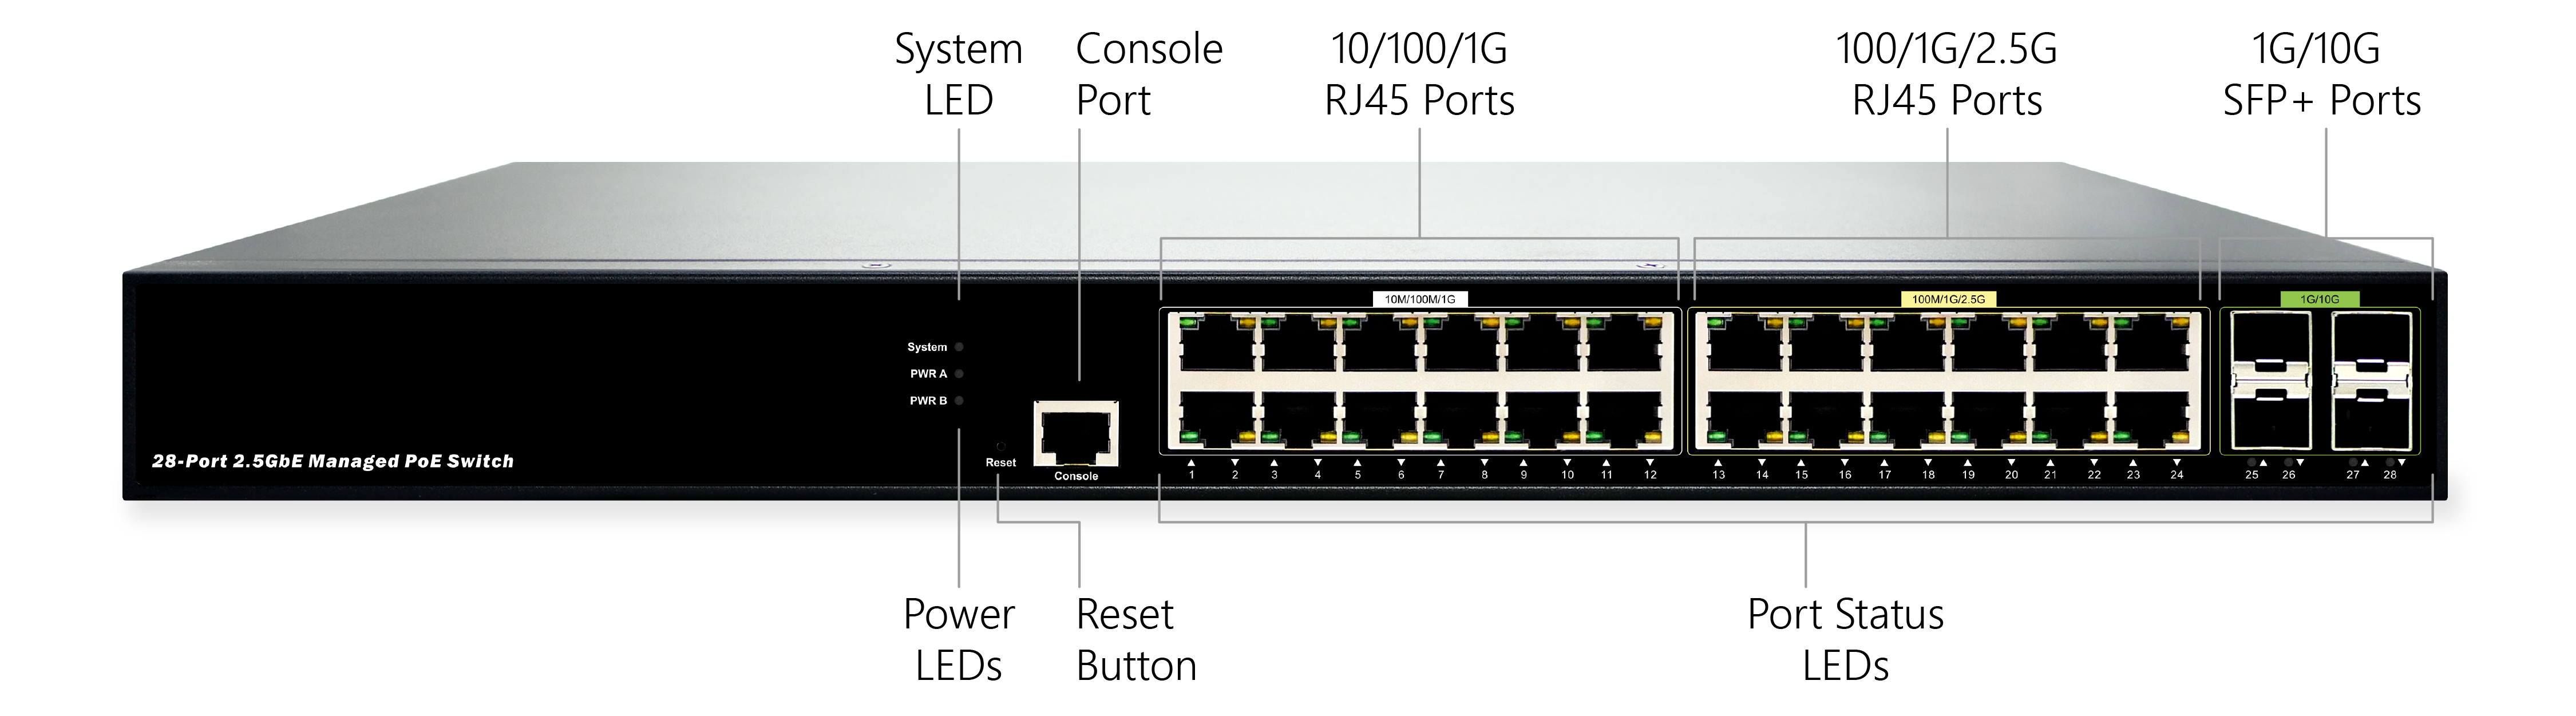 System
LED
Console
Port
10/100/1G
RJ45 Ports
100/1G/2.5G
RJ45 Ports
1G/10G
SFP+ Ports
10M/100M/1G
100M/1G/2.5G
1G/10G
System
PWR A
PWR B
28-Port 2.5GbE Managed PoE Switch
Reset
Console
1 2 3 4 5 6 7 8 9 10 11 12
13 14 15 16 17 18 19 20 21 22 23 24
25 26 27 28
Power
LEDs
Reset
Button
Port Status
LEDs